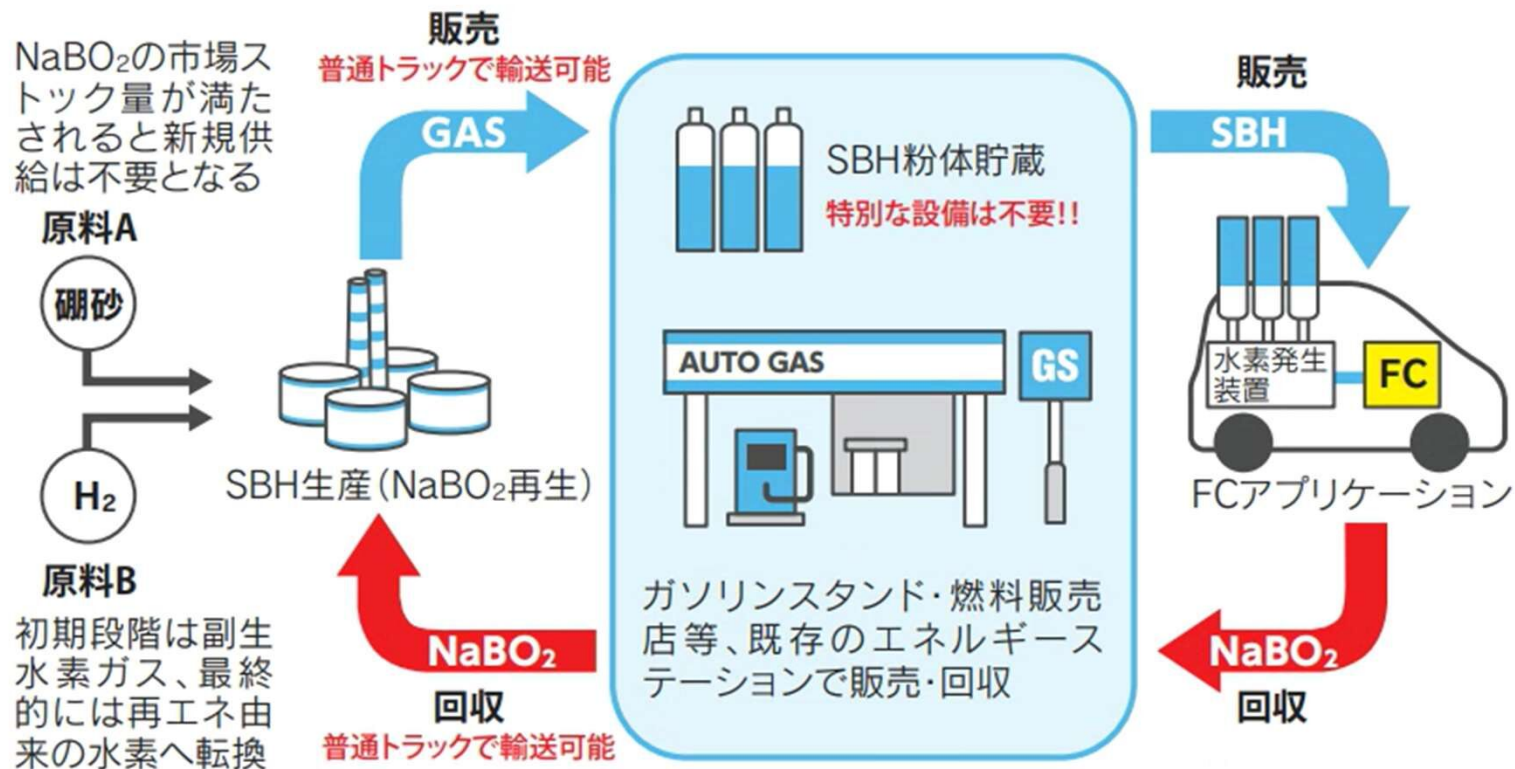 NaBO₂の市場ス
トック量が満た
されると新規供
給は不要となる
原料A
硼砂
H₂
原料B
初期段階は副生
水素ガス、最終
的には再エネ由
来の水素へ転換
販売
普通トラックで輸送可能
GAS
SBH生産(NaBO₂再生)
NaBO₂
回収
普通トラックで輸送可能
SBH粉体貯蔵
特別な設備は不要!!
AUTO GAS
GS
ガソリンスタンド・燃料販売
店等、既存のエネルギース
テーションで販売・回収
販売
SBH
水素発生
装置
FC
FCアプリケーション
NaBO₂
回収